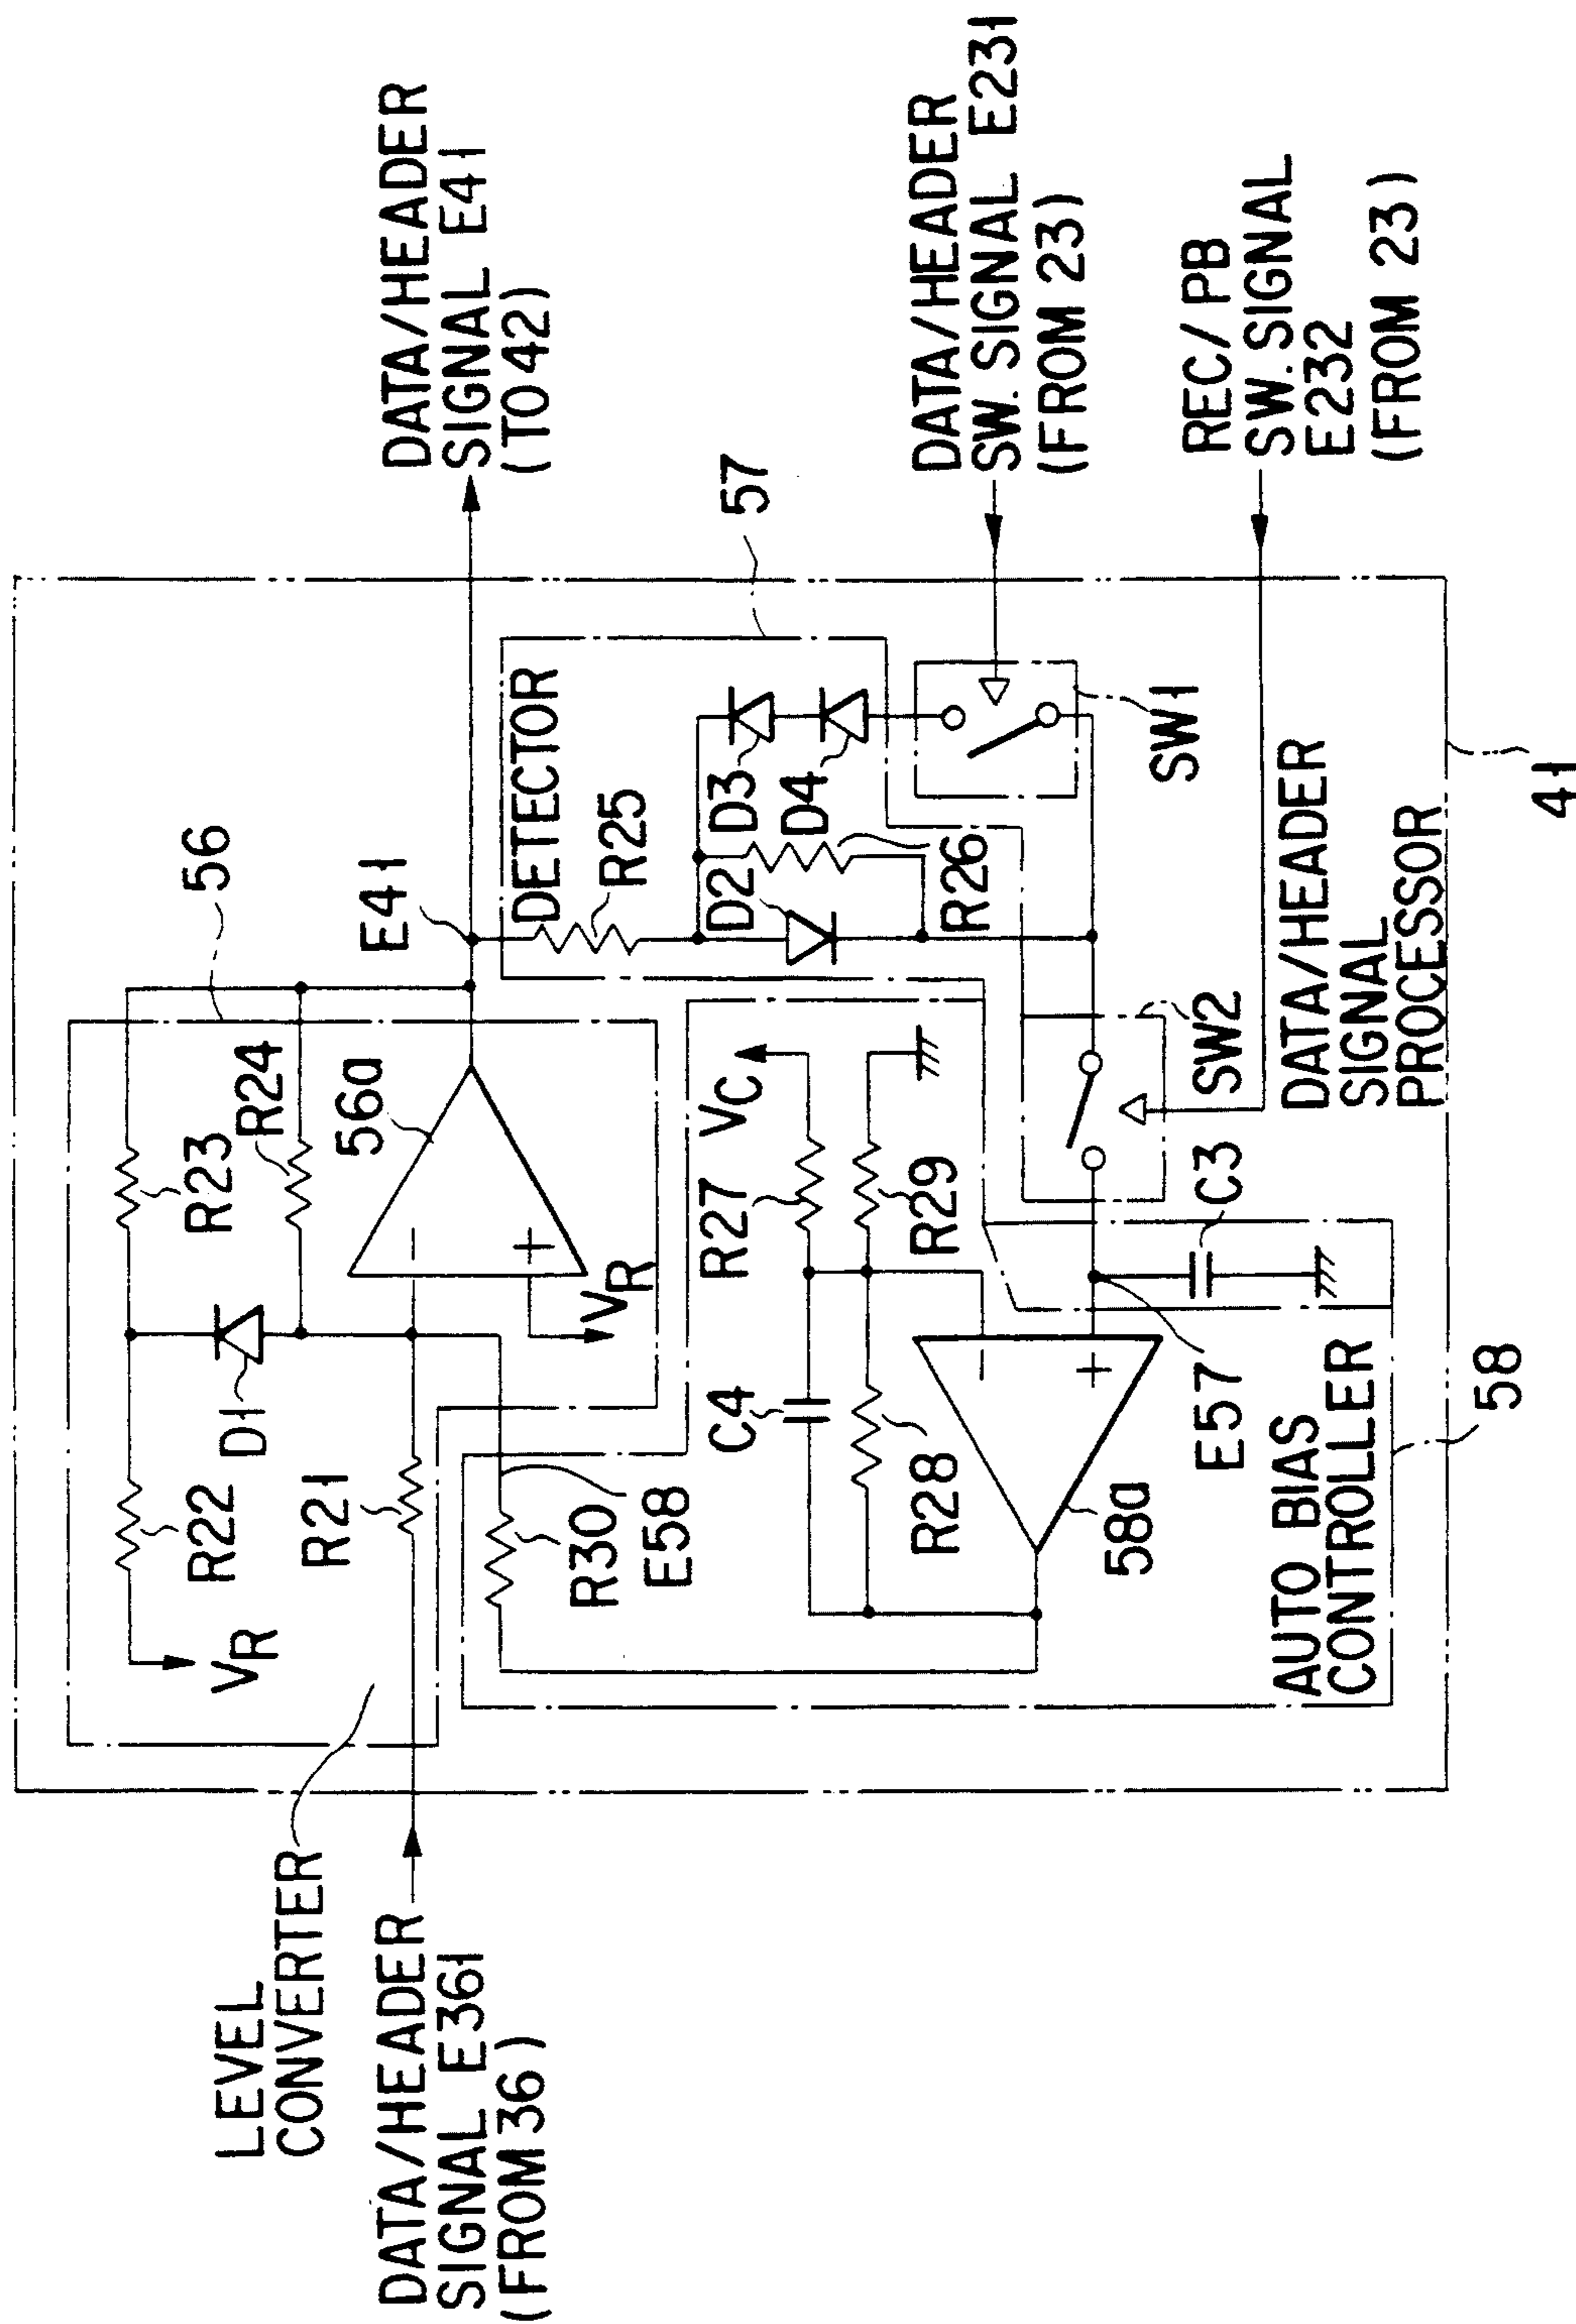 LEVEL
CONVERTER
DATA/HEADER
SIGNAL E361
(FROM 36)
VR
R22
D1
R21
R23
R24
56
56a
VR
E41
DATA/HEADER
SIGNAL E41
(TO 42)
R30
E58
C4
R28
R27
VC
R29
58a
E57
C3
AUTO BIAS
CONTROLLER
58
DETECTOR
57
R25
D2
D3
D4
R26
SW1
SW2
DATA/HEADER
SW. SIGNAL E231
(FROM 23)
REC/PB
SW. SIGNAL
E232
(FROM 23)
DATA/HEADER
SIGNAL
PROCESSOR
41